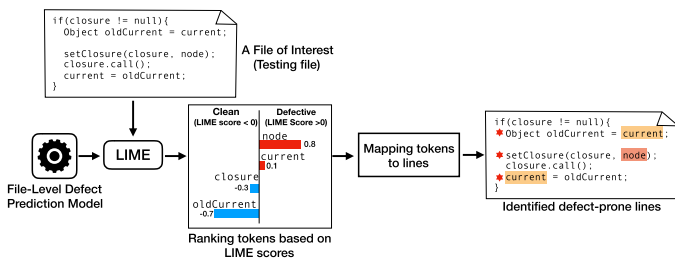 if(closure != null){
Object oldCurrent = current;
setClosure(closure, node);
closure.call();
current = oldCurrent;
}
A File of Interest
(Testing file)
File-Level Defect
Prediction Model
LIME
Clean
(LIME score < 0)
Defective
(LIME Score >0)
node
0.8
current
0.1
closure
-0.3
oldCurrent
-0.7
Ranking tokens based on
LIME scores
Mapping tokens
to lines
if(closure != null){
Object oldCurrent = current;
setClosure(closure, node);
closure.call();
current = oldCurrent;
}
Identified defect-prone lines